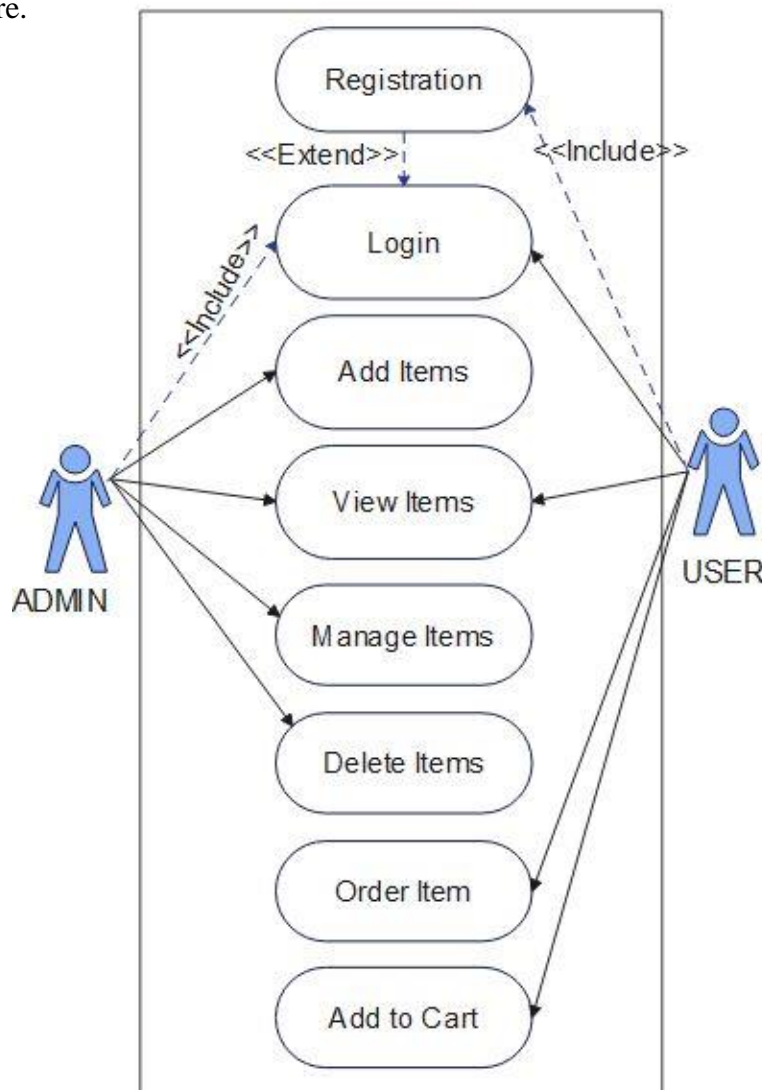 re.
Registration
<<Extend>>
<<Include>>
Login
<<Include>>
Add Items
View Items
ADMIN
USER
Manage Items
Delete Items
Order Item
Add to Cart